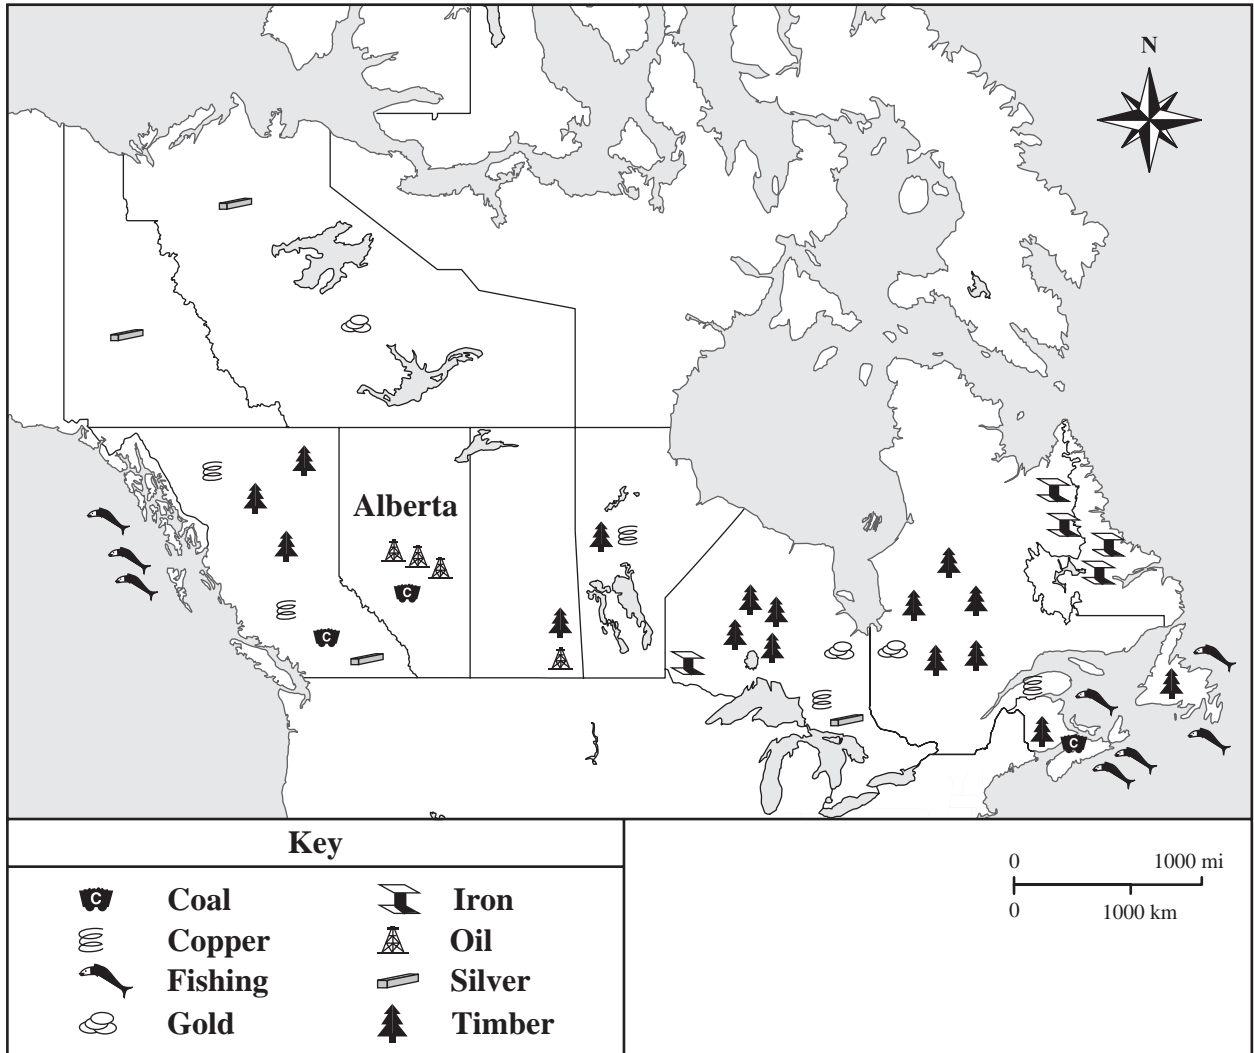 N
Alberta
C
C
C
Key
C Coal
Iron
Copper
Oil
Fishing
Silver
Gold
Timber
0 1000 mi
0 1000 km